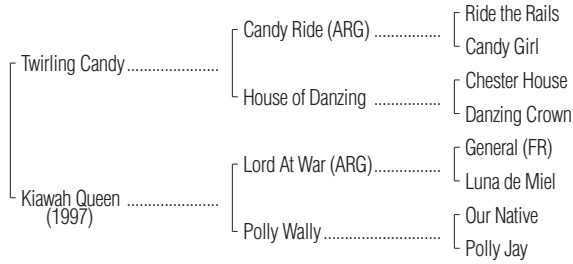 Ride the Rails
Candy Ride (ARG) ................
Candy Girl
Twirling Candy ......................
Chester House
House of Danzing ................
Danzing Crown
General (FR)
Lord At War (ARG)................
Luna de Miel
Kiawah Queen ......................
(1997)
Our Native
Polly Wally ............................
Polly Jay